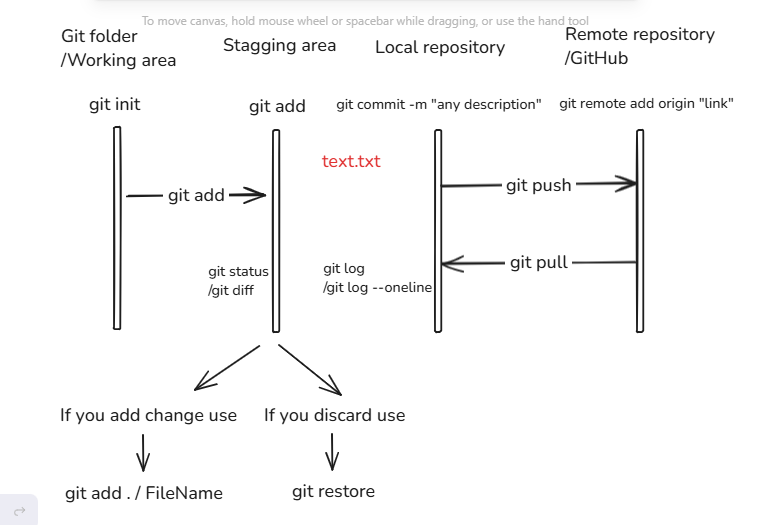 To move canvas, hold mouse wheel or spacebar while dragging, or use the hand tool
Git folder
/Working area
Stagging area
Local repository
Remote repository
/GitHub
git init
git add
git commit -m "any description"
git remote add origin "link"
text.txt
git add
git push
git pull
git status
/git diff
git log
/git log --oneline
If you add change use
If you discard use
git add . / FileName
git restore